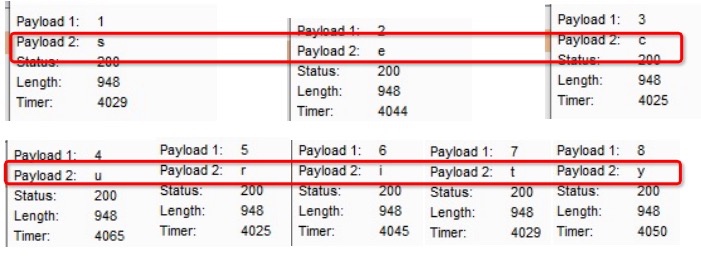 Payload 1: 1
Payload 2: s
Status: 200
Length: 948
Timer: 4029
Payload 1: 2
Payload 2: e
Status: 200
Length: 948
Timer: 4044
Payload 1: 3
Payload 2: c
Status: 200
Length: 948
Timer: 4025
Payload 1: 4
Payload 2: u
Status: 200
Length: 948
Timer: 4065
Payload 1: 5
Payload 2: r
Status: 200
Length: 948
Timer: 4025
Payload 1: 6
Payload 2: i
Status: 200
Length: 948
Timer: 4045
Payload 1: 7
Payload 2: t
Status: 200
Length: 948
Timer: 4029
Payload 1: 8
Payload 2: y
Status: 200
Length: 948
Timer: 4050